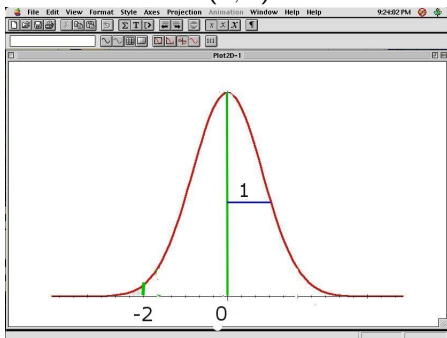 File Edit View Format Style Axes Projection Animation Window Help Help 9:24:02 PM
Plot2D-1
1
-2 0